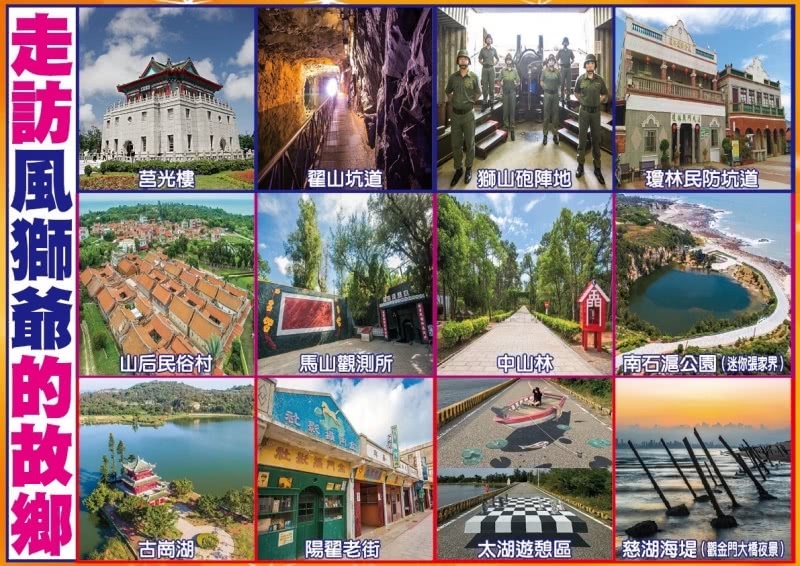 走訪風獅爺的故鄉
莒光樓
翟山坑道
獅山砲陣地
瓊林民防坑道
山后民俗村
馬山觀測所
中山林
南石滬公園(迷你張家界)
古崗湖
陽翟老街
太湖遊憩區
慈湖海堤(觀金門大橋夜景)